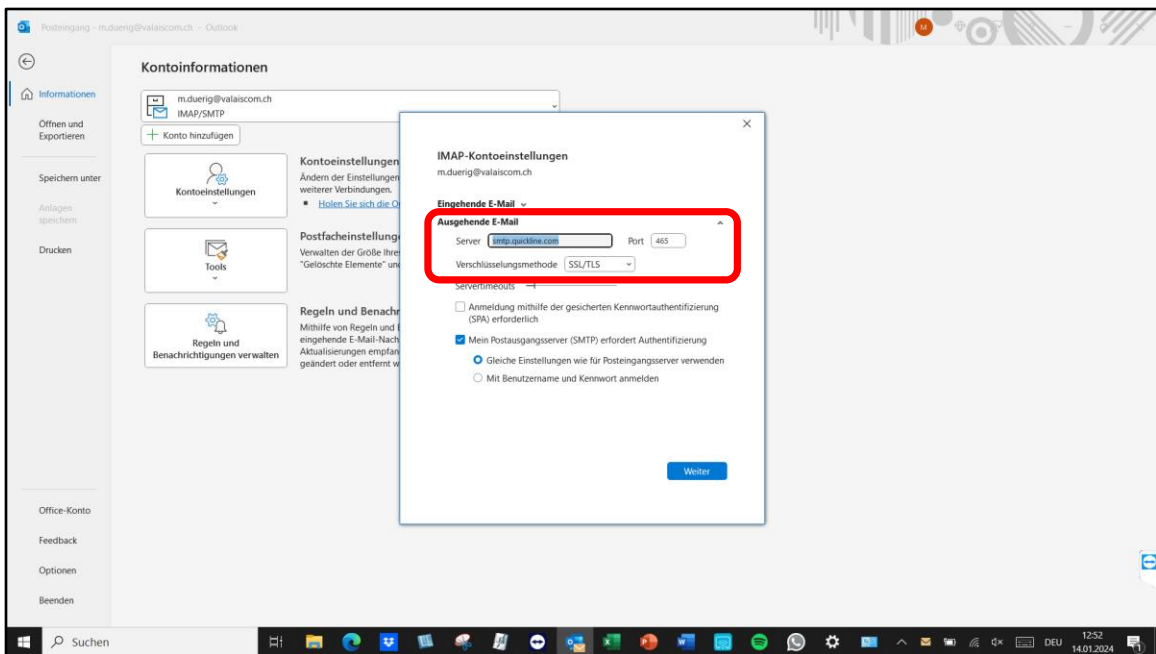 Posteingang - m.duerig@valaiscom.ch - Outlook
M
Kontoinformationen
Informationen
Öffnen und
Exportieren
Speichern unter
Anlagen
speichern
Drucken
Office-Konto
Feedback
Optionen
Beenden
m.duerig@valaiscom.ch
IMAP/SMTP
Konto hinzufügen
Kontoeinstellungen
Kontoeinstellungen
Ändern der Einstellungen
weiterer Verbindungen.
Holen Sie sich die O
Tools
Postfacheinstellunge
Verwalten der Größe Ihres
"Gelöschte Elemente" und
Regeln und
Benachrichtigungen verwalten
Regeln und Benachr
Mithilfe von Regeln und B
eingehende E-Mail-Nach
Aktualisierungen empfan
geändert oder entfernt w
IMAP-Kontoeinstellungen
m.duerig@valaiscom.ch
Eingehende E-Mail
Ausgehende E-Mail
Server smtp.quickline.com Port 465
Verschlüsselungsmethode SSL/TLS
Servertimeouts
Anmeldung mithilfe der gesicherten Kennwortauthentifizierung
(SPA) erforderlich
Mein Postausgangsserver (SMTP) erfordert Authentifizierung
Gleiche Einstellungen wie für Posteingangsserver verwenden
Mit Benutzername und Kennwort anmelden
Weiter
Suchen
DEU
12:52
14.01.2024